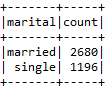 +-------+-----+
|marital|count|
+-------+-----+
|married| 2680|
| single| 1196|
+-------+-----+